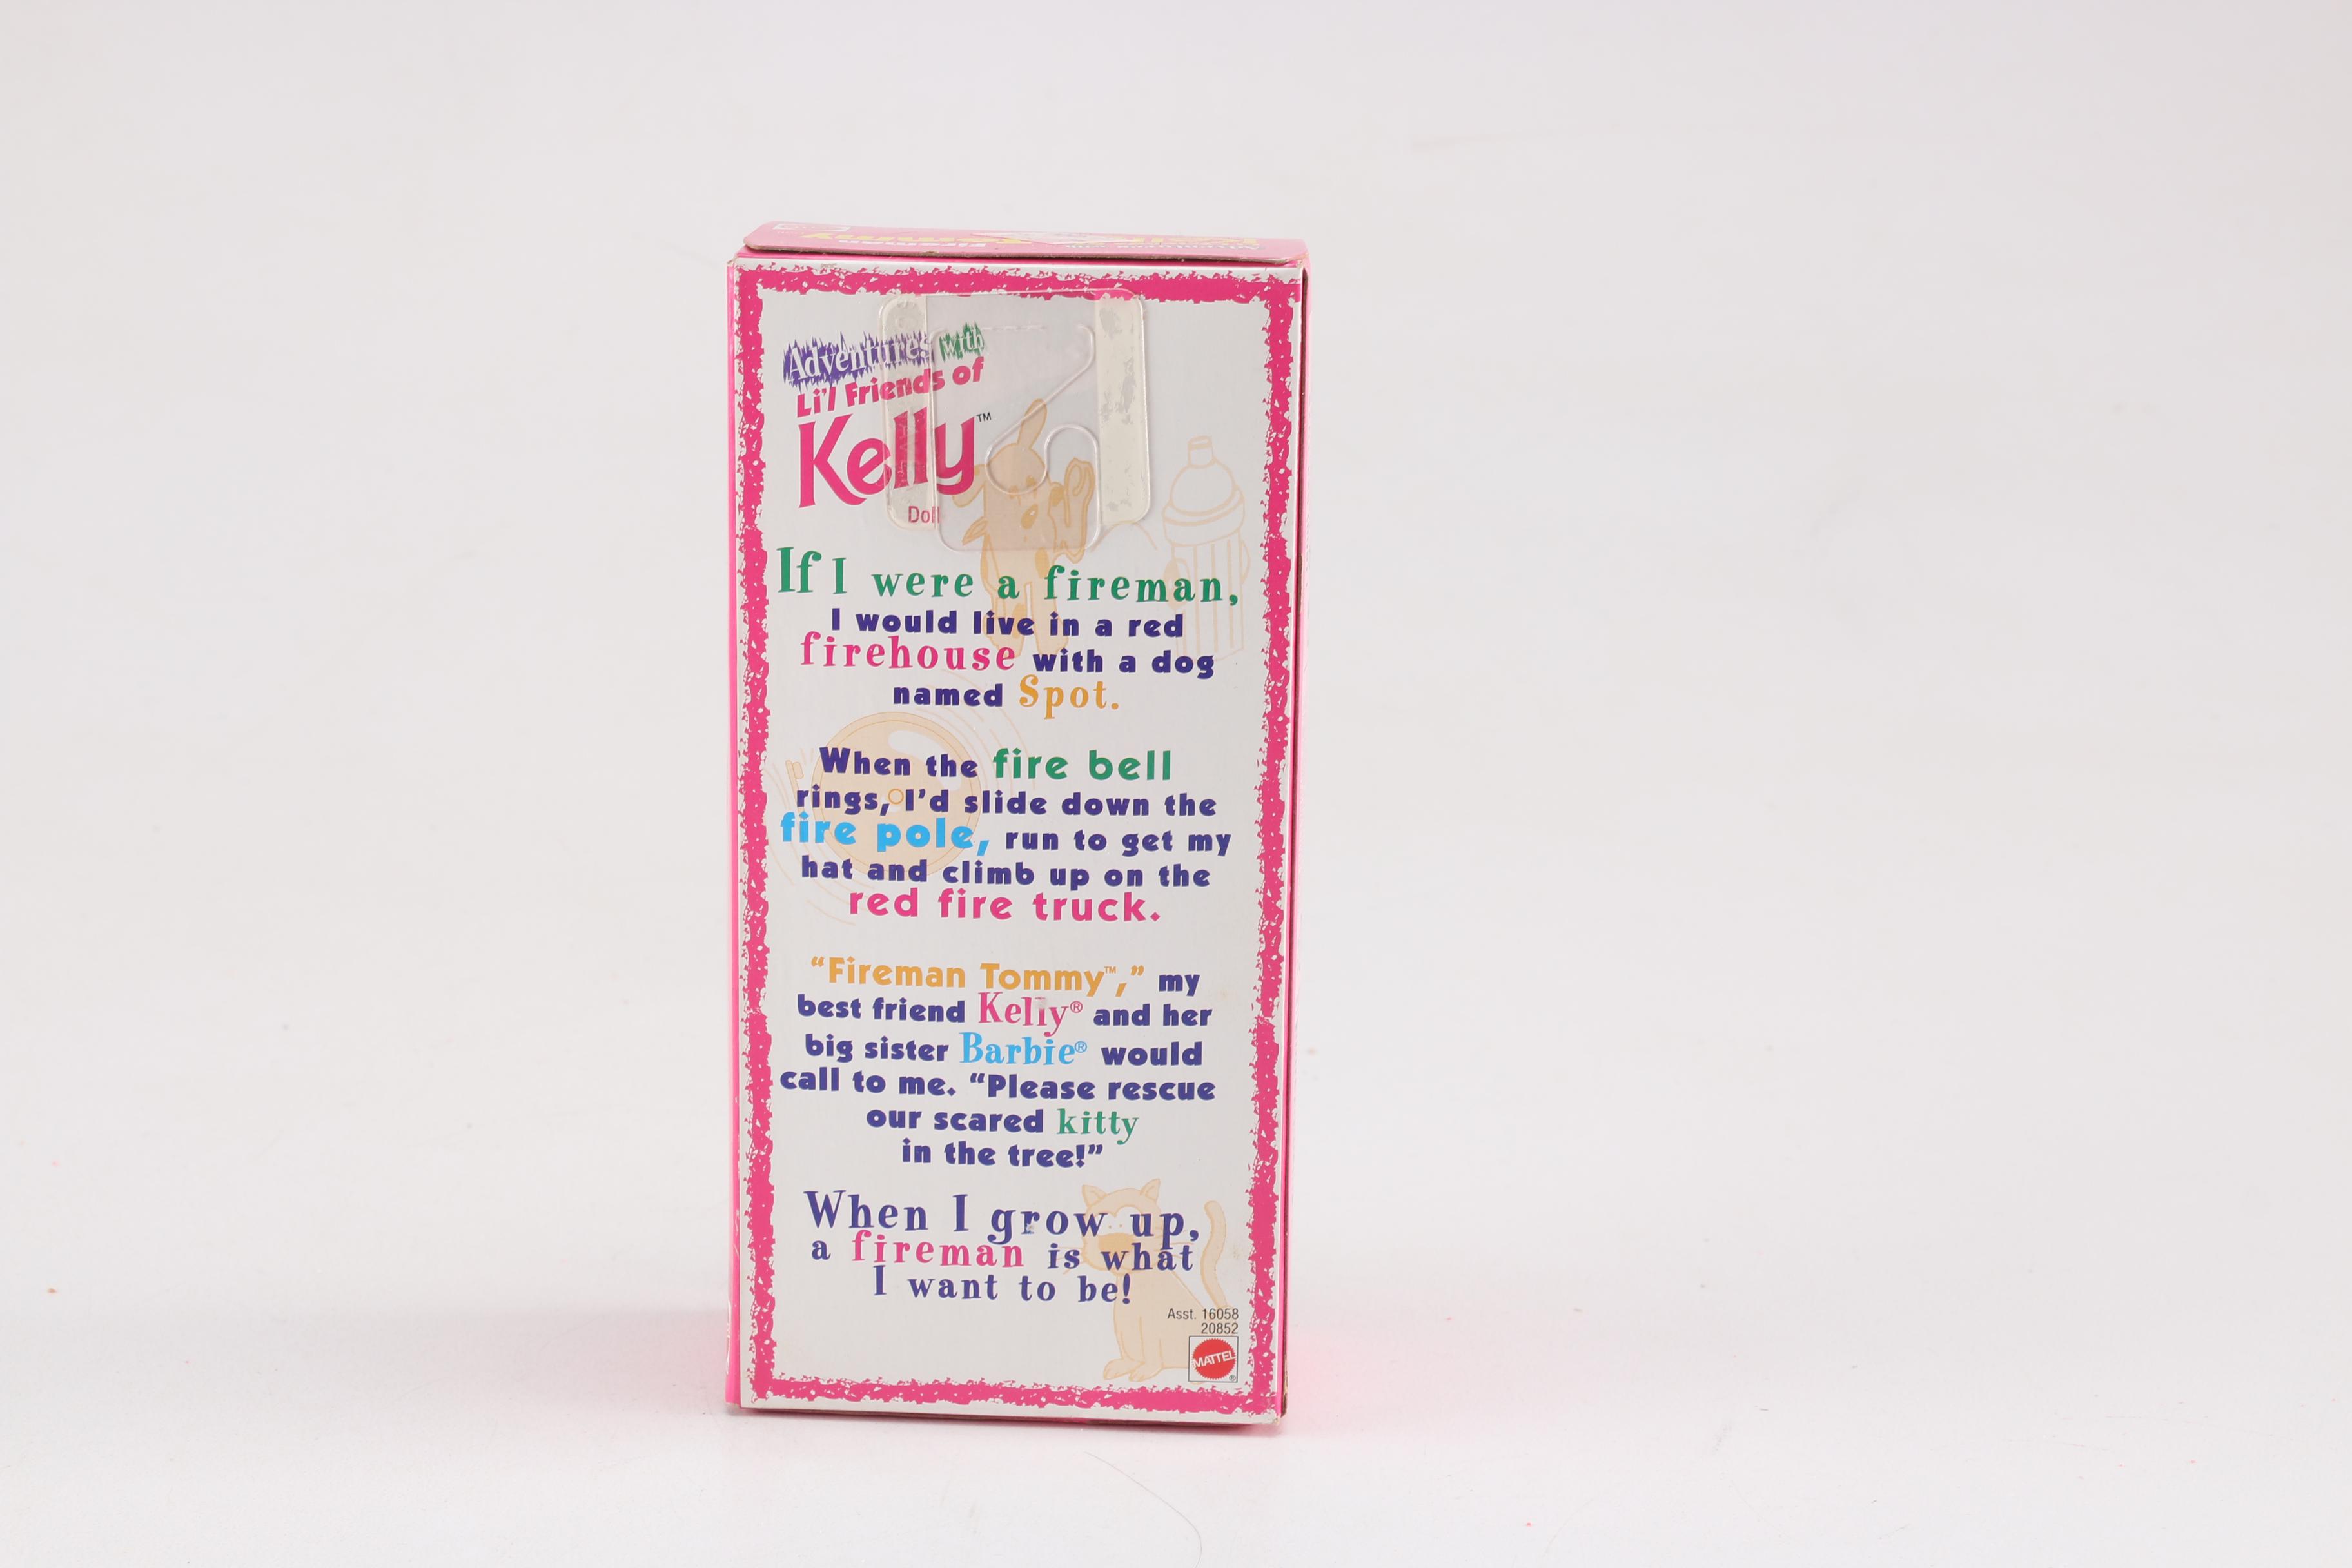 Fireman Tommy
Adventures with
Li'l Friends of
Kelly™
Doll
If I were a fireman,
I would live in a red
firehouse with a dog
named Spot.
When the fire bell
rings, I'd slide down the
fire pole, run to get my
hat and climb up on the
red fire truck.
“Fireman Tommy™,” my
best friend Kelly® and her
big sister Barbie® would
call to me. “Please rescue
our scared kitty
in the tree!”
When I grow up,
a fireman is what
I want to be!
Asst. 16058
20852
MATTEL
®